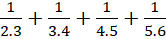 1/2.3 + 1/3.4 + 1/4.5 + 1/5.6